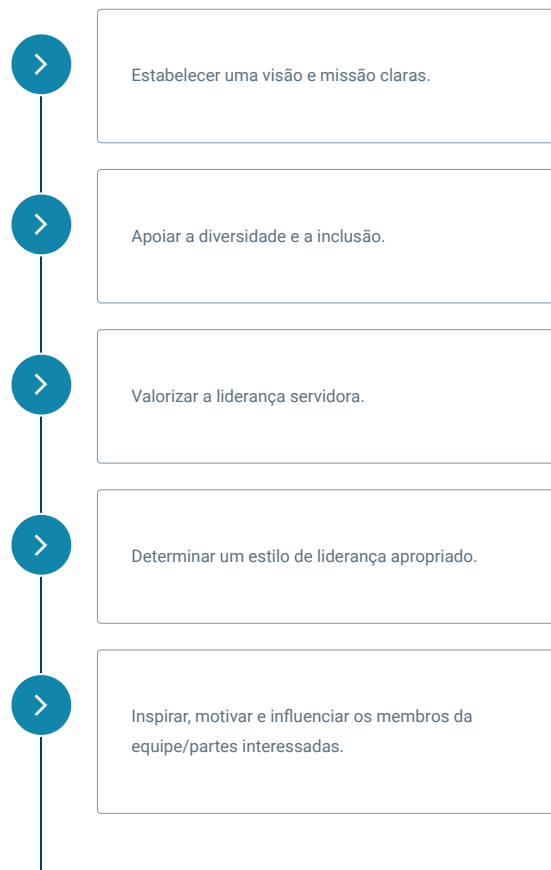 Estabelecer uma visão e missão claras.
Apoiar a diversidade e a inclusão.
Valorizar a liderança servidora.
Determinar um estilo de liderança apropriado.
Inspirar, motivar e influenciar os membros da
equipe/partes interessadas.